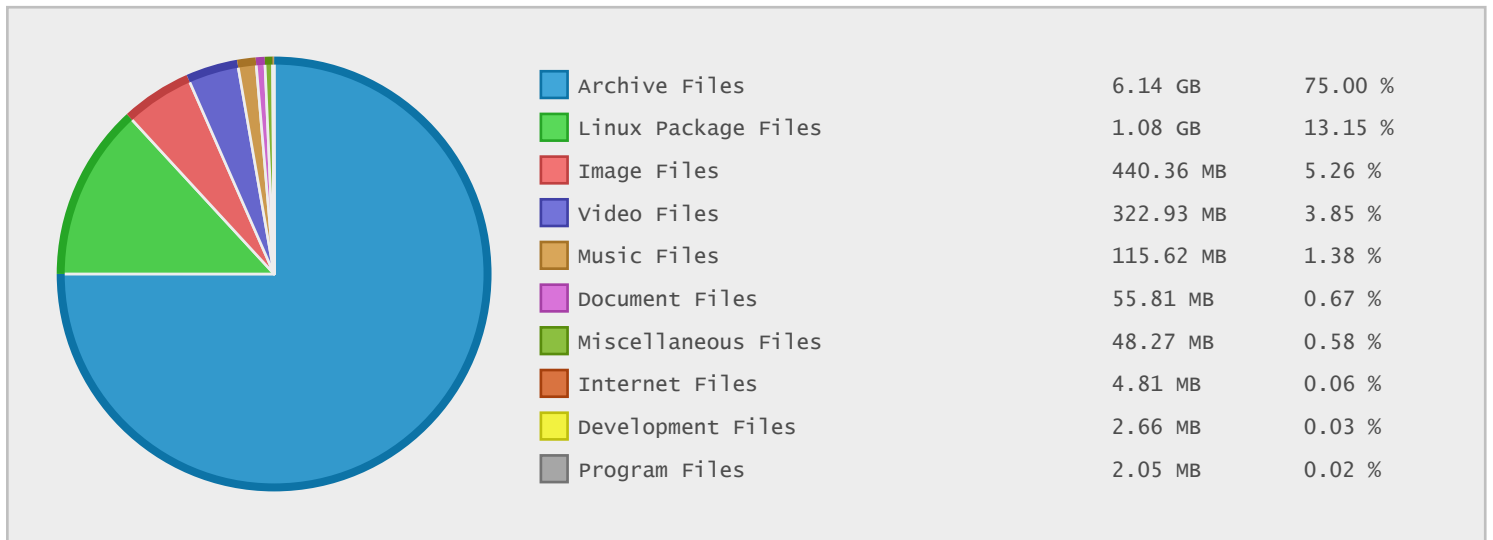 Archive Files 6.14 GB 75.00 %
Linux Package Files 1.08 GB 13.15 %
Image Files 440.36 MB 5.26 %
Video Files 322.93 MB 3.85 %
Music Files 115.62 MB 1.38 %
Document Files 55.81 MB 0.67 %
Miscellaneous Files 48.27 MB 0.58 %
Internet Files 4.81 MB 0.06 %
Development Files 2.66 MB 0.03 %
Program Files 2.05 MB 0.02 %